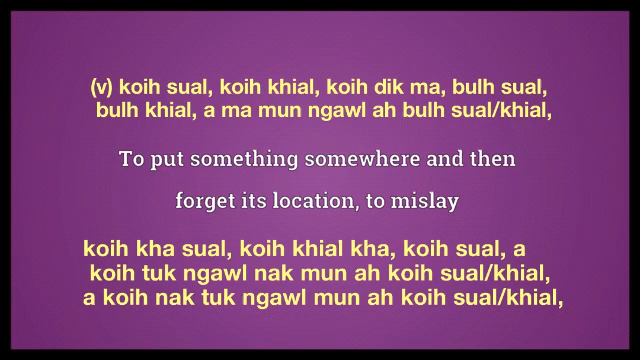 (v) koih sual, koih khial, koih dik ma, bulh sual,
bulh khial, a ma mun ngawl ah bulh sual/khial,
To put something somewhere and then
forget its location, to mislay
koih kha sual, koih khial kha, koih sual, a
koih tuk ngawl nak mun ah koih sual/khial,
a koih nak tuk ngawl mun ah koih sual/khial,